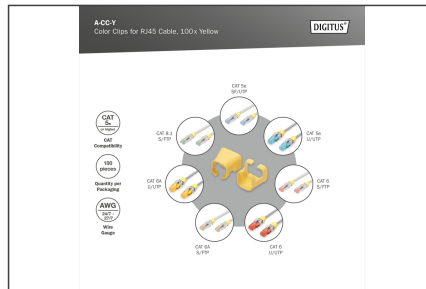 A-CC-Y
Color Clips for RJ45 Cable, 100x Yellow
DIGITUS®
CAT 5e
SF/UTP
CAT
5e
or higher
CAT
Compatibility
CAT 8.1
S/FTP
CAT 5e
U/UTP
100
pieces
Quantity per
Packaging
CAT 6A
U/UTP
CAT 6
S/FTP
AWG
24/7 -
27/7
Wire
Gauge
CAT 6A
S/FTP
CAT 6
U/UTP